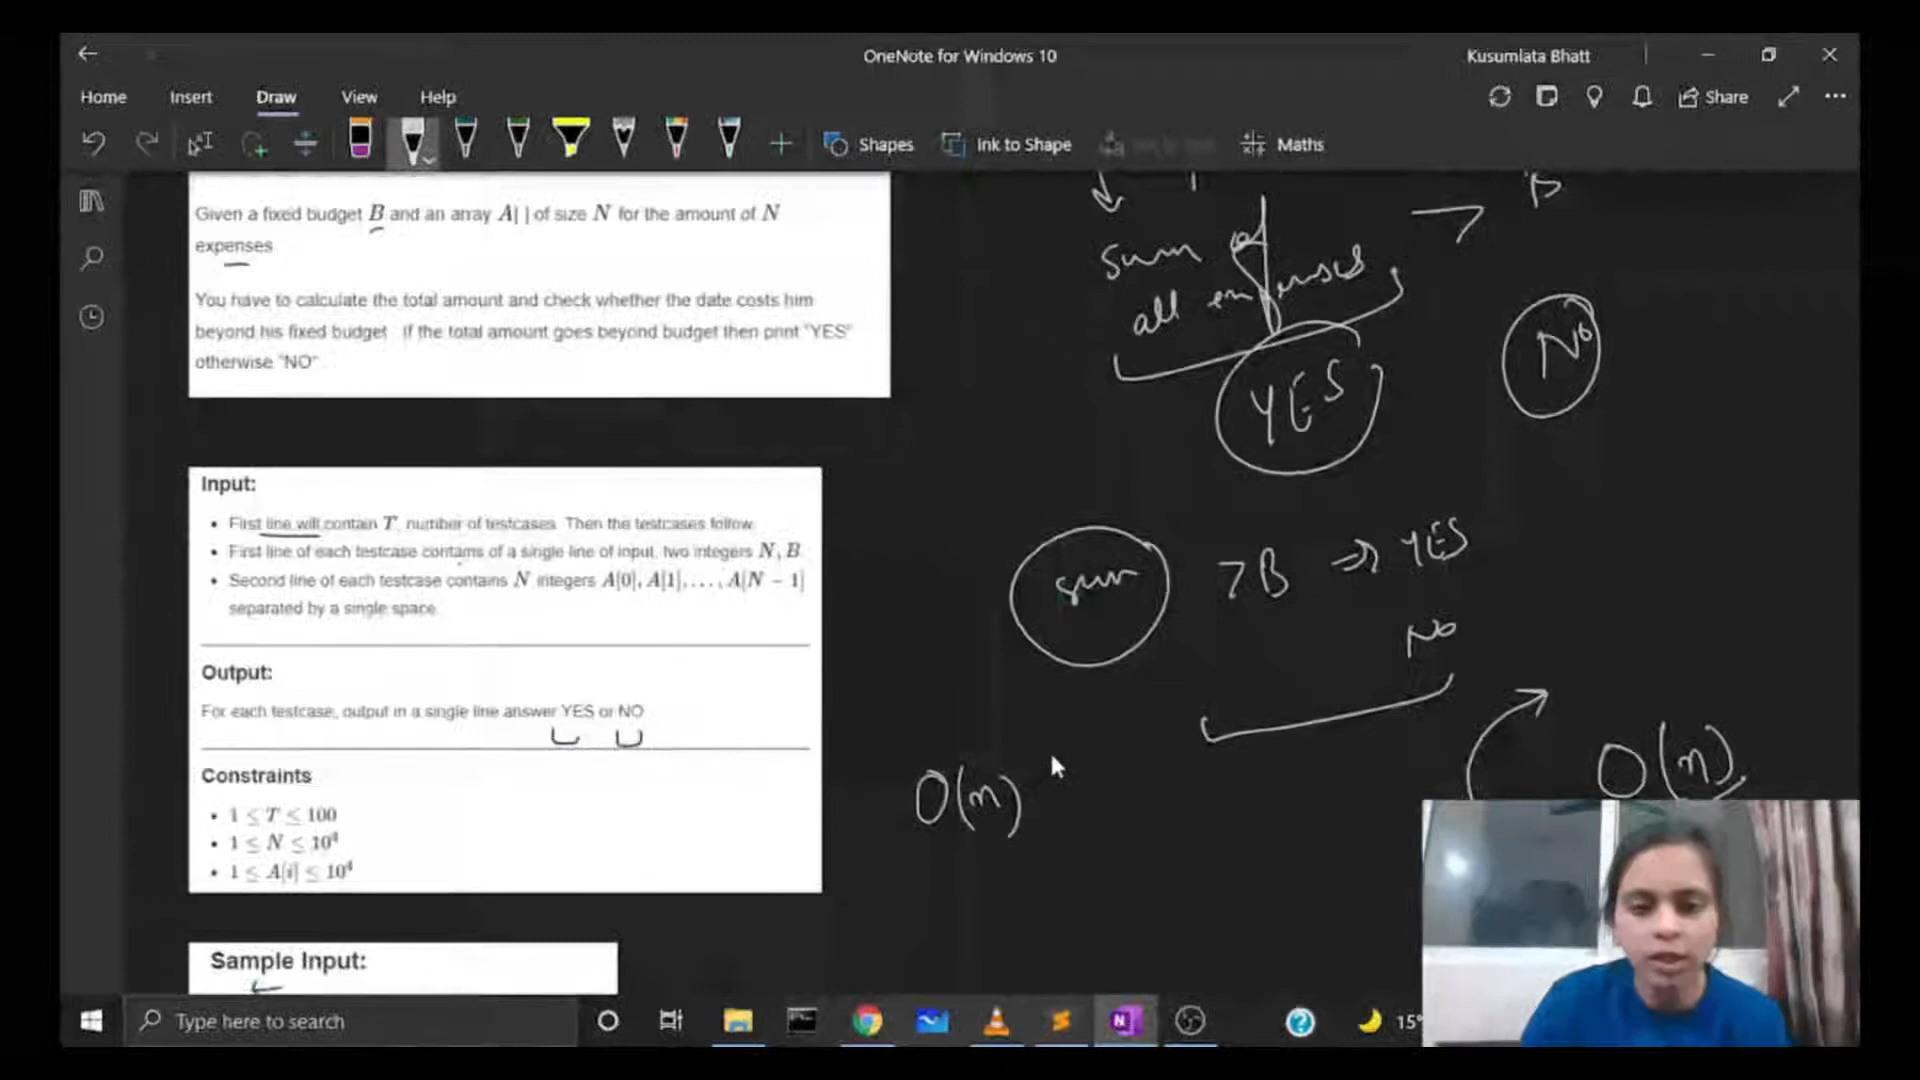 OneNote for Windows 10
Kusumlata Bhatt
Home Insert Draw View Help
Share
Shapes Ink to Shape Maths
Given a fixed budget B and an array A[] of size N for the amount of N
expenses
You have to calculate the total amount and check whether the date costs him
beyond his fixed budget If the total amount goes beyond budget then print "YES"
otherwise "NO"
Input:
• First line will contain T, number of testcases. Then the testcases follow.
• First line of each testcase contains of a single line of input, two integers N, B
• Second line of each testcase contains N integers A[0], A[1], . . . , A[N − 1]
separated by a single space.
Output:
For each testcase, output in a single line answer YES or NO
Constraints
• 1 ≤ T ≤ 100
• 1 ≤ N ≤ 10⁴
• 1 ≤ A[i] ≤ 10⁴
Sample Input:
B
sum of
all expenses
YES
No
sum > B ⇒ YES
No
O(n)
O(n)
Type here to search
15°